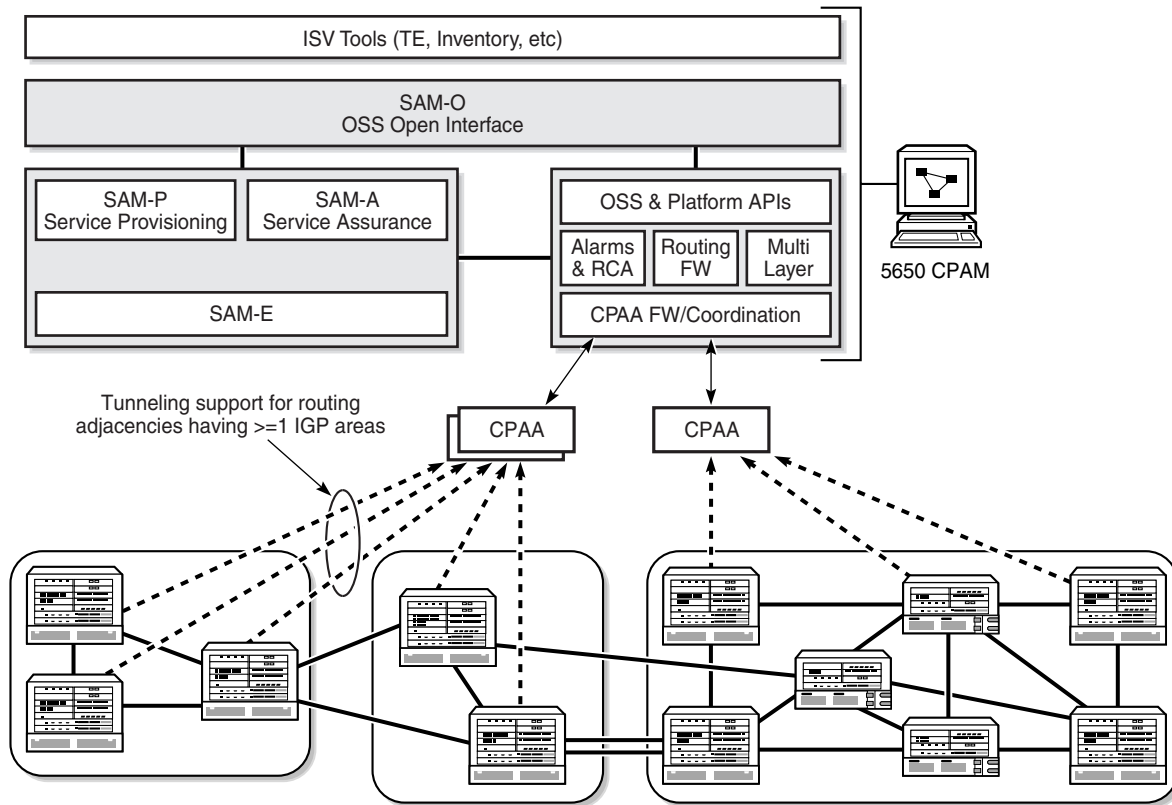 ISV Tools (TE, Inventory, etc)
SAM-O
OSS Open Interface
SAM-P
Service Provisioning
SAM-A
Service Assurance
SAM-E
OSS & Platform APIs
Alarms
& RCA
Routing
FW
Multi
Layer
CPAA FW/Coordination
5650 CPAM
Tunneling support for routing
adjacencies having >=1 IGP areas
CPAA
CPAA